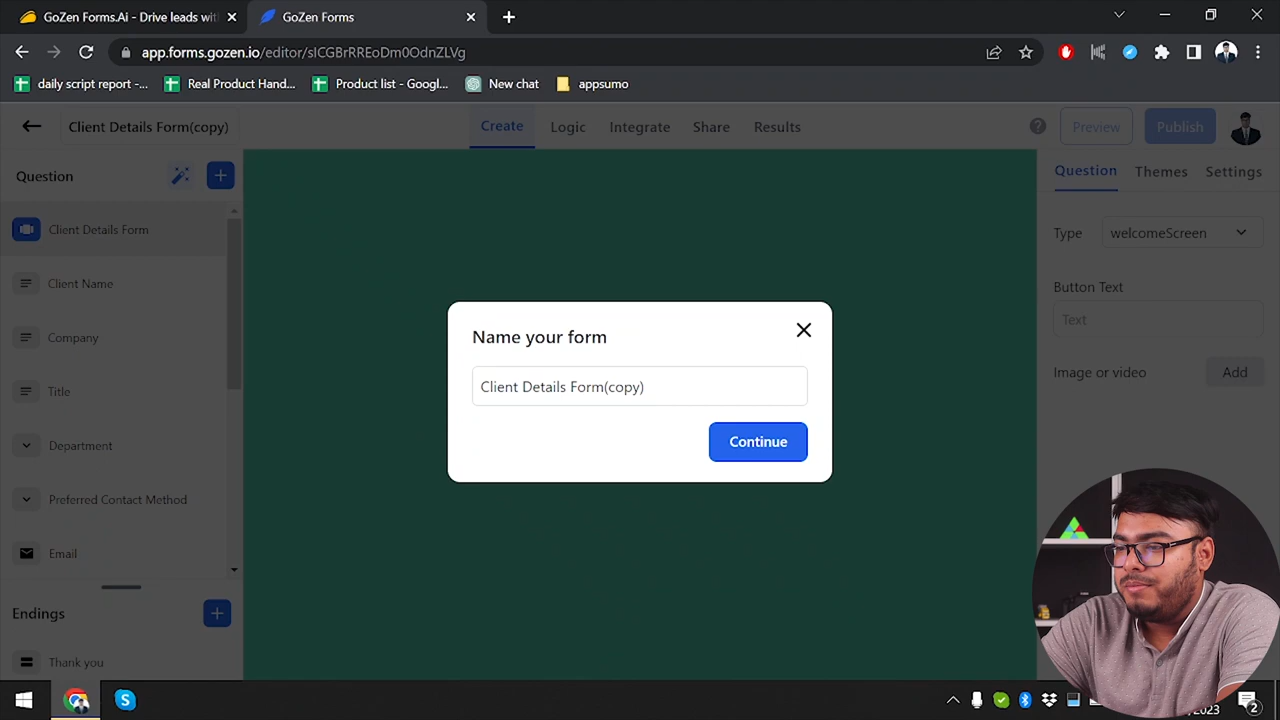 GoZen Forms.Ai - Drive leads wit
GoZen Forms
app.forms.gozen.io/editor/sICGBrRREoDm0OdnZLVg
daily script report -...
Real Product Hand...
Product list - Googl...
New chat
appsumo
Client Details Form(copy)
Create
Logic
Integrate
Share
Results
Preview
Publish
Question
Client Details Form
Client Name
Company
Title
Department
Preferred Contact Method
Email
Endings
Thank you
Name your form
Client Details Form(copy)
Continue
Question
Themes
Settings
Type
welcomeScreen
Button Text
Text
Image or video
Add
2023
2